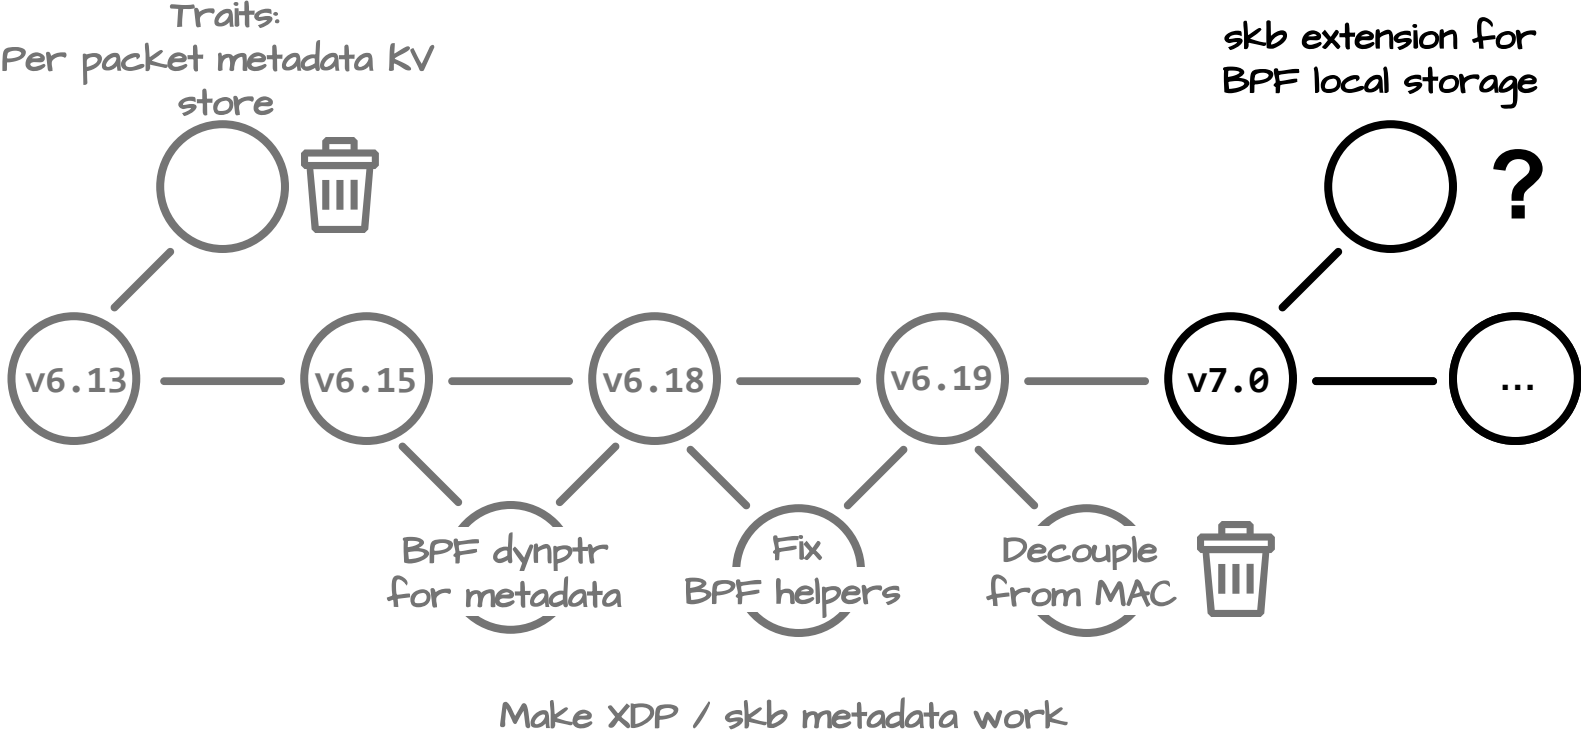 Traits:
Per packet metadata KV
store
skb extension for
BPF local storage
?
v6.13
v6.15
v6.18
v6.19
v7.0
...
BPF dynptr
for metadata
Fix
BPF helpers
Decouple
from MAC
Make XDP / skb metadata work